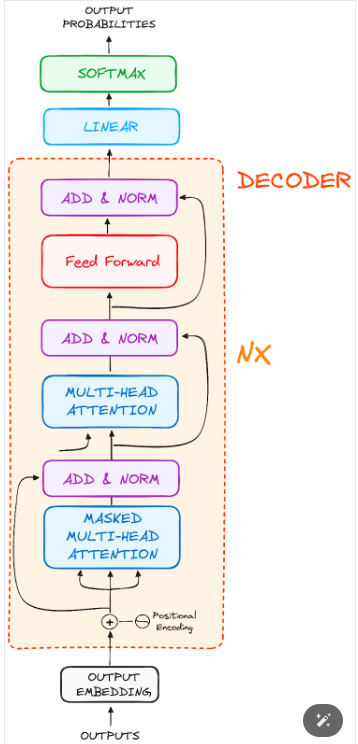 OUTPUT
PROBABILITIES
SOFTMAX
LINEAR
DECODER
ADD & NORM
Feed Forward
ADD & NORM
NX
MULTI-HEAD
ATTENTION
ADD & NORM
MASKED
MULTI-HEAD
ATTENTION
+
Positional
Encoding
OUTPUT
EMBEDDING
OUTPUTS